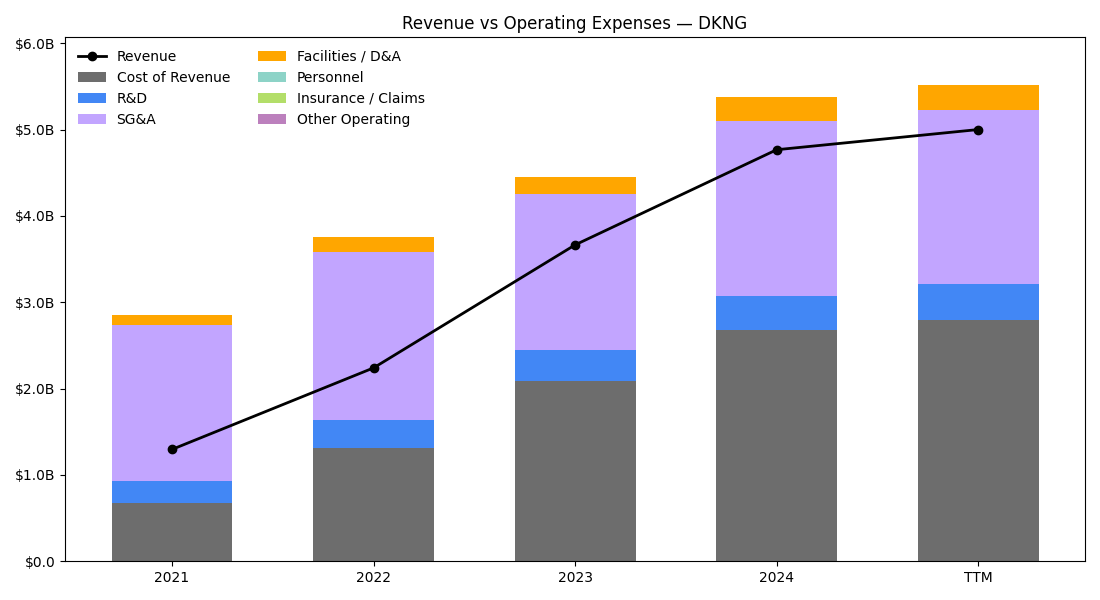 Revenue vs Operating Expenses — DKNG
$6.0B
$5.0B
$4.0B
$3.0B
$2.0B
$1.0B
$0.0
Revenue
Cost of Revenue
R&D
SG&A
Facilities / D&A
Personnel
Insurance / Claims
Other Operating
2021
2022
2023
2024
TTM